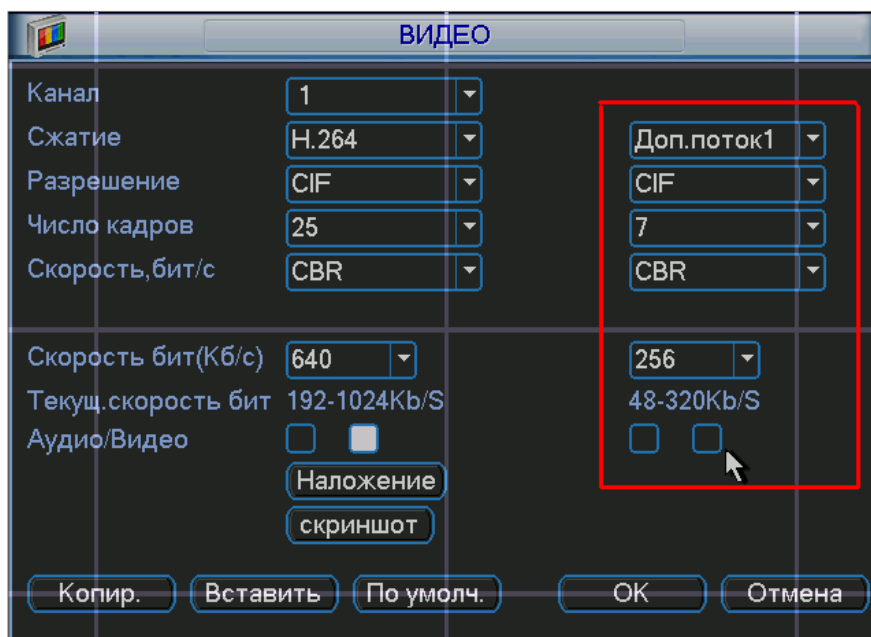 ВИДЕО
Канал 1
Сжатие H.264 Доп.поток1
Разрешение CIF CIF
Число кадров 25 7
Скорость,бит/с CBR CBR
Скорость бит(Кб/с) 640 256
Текущ.скорость бит 192-1024Kb/S 48-320Kb/S
Аудио/Видео
Наложение
скриншот
Копир. Вставить По умолч. OK Отмена